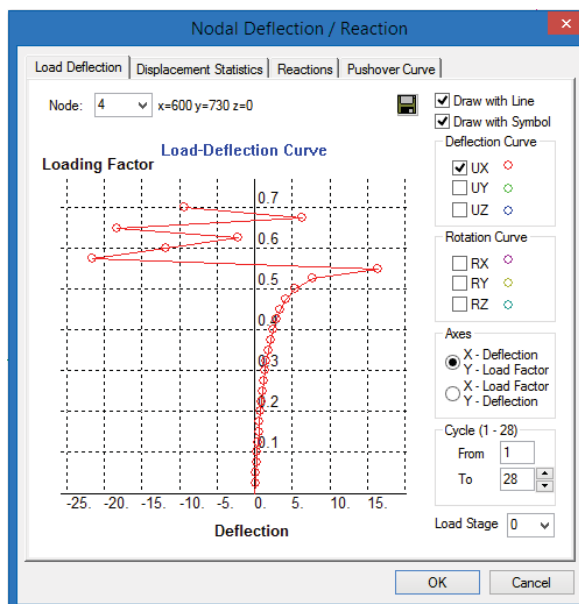 Nodal Deflection / Reaction
Load Deflection Displacement Statistics Reactions Pushover Curve
Node: 4 x=600 y=730 z=0
Load-Deflection Curve
Loading Factor
0.7
0.6
0.5
0.4
0.3
0.2
0.1
-25. -20. -15. -10. -5. 0. 5. 10. 15.
Deflection
Draw with Line
Draw with Symbol
Deflection Curve
UX
UY
UZ
Rotation Curve
RX
RY
RZ
Axes
X - Deflection
Y - Load Factor
X - Load Factor
Y - Deflection
Cycle (1 - 28)
From 1
To 28
Load Stage 0
OK Cancel